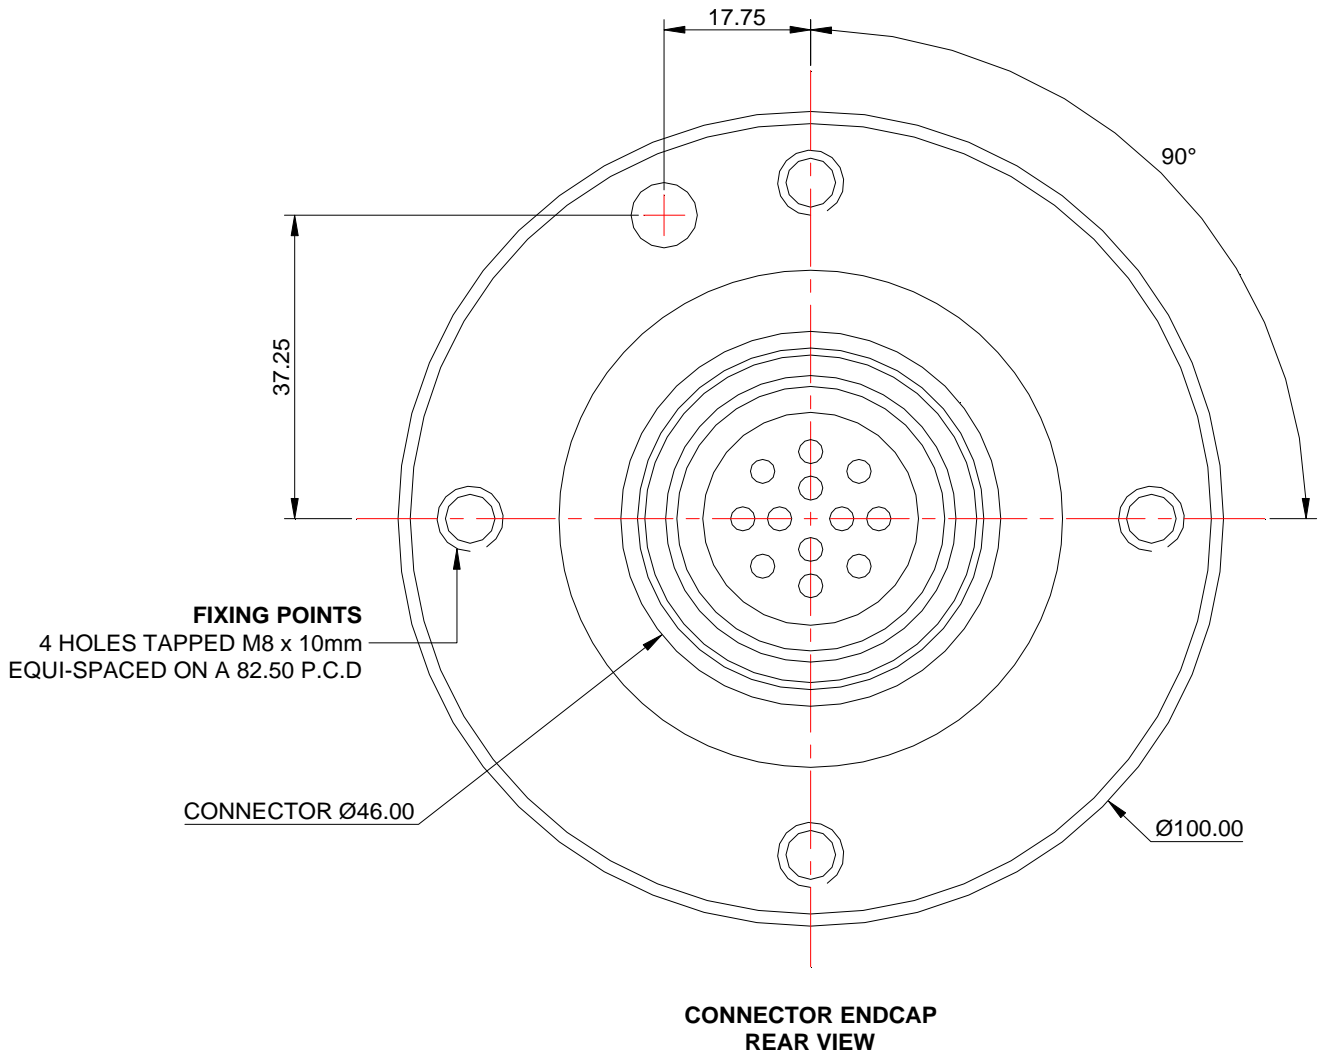 17.75
90°
37.25
FIXING POINTS
4 HOLES TAPPED M8 x 10mm
EQUI-SPACED ON A 82.50 P.C.D
CONNECTOR Ø46.00
Ø100.00
CONNECTOR ENDCAP
REAR VIEW